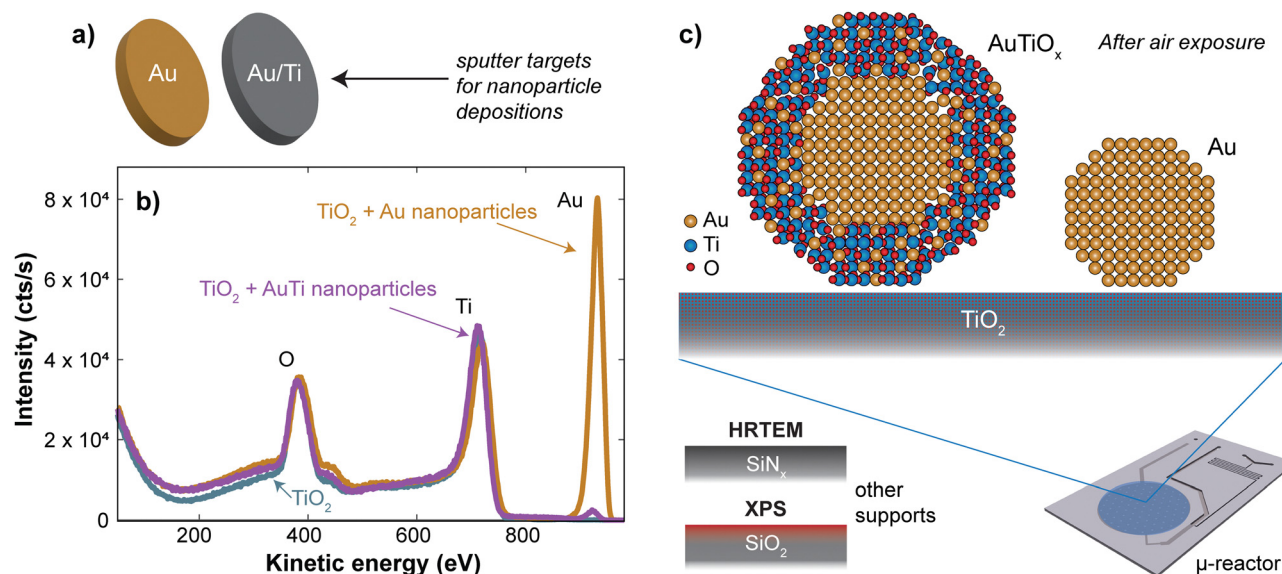 a)
Au
Au/Ti
sputter targets
for nanoparticle
depositions
b)
Intensity (cts/s)
8 x 10⁴
6 x 10⁴
4 x 10⁴
2 x 10⁴
0
200
400
600
800
Kinetic energy (eV)
TiO₂ + Au nanoparticles
TiO₂ + AuTi nanoparticles
TiO₂
O
Ti
Au
c)
AuTiOₓ
After air exposure
Au
Au
Ti
O
TiO₂
HRTEM
SiNₓ
XPS
SiO₂
other
supports
µ-reactor